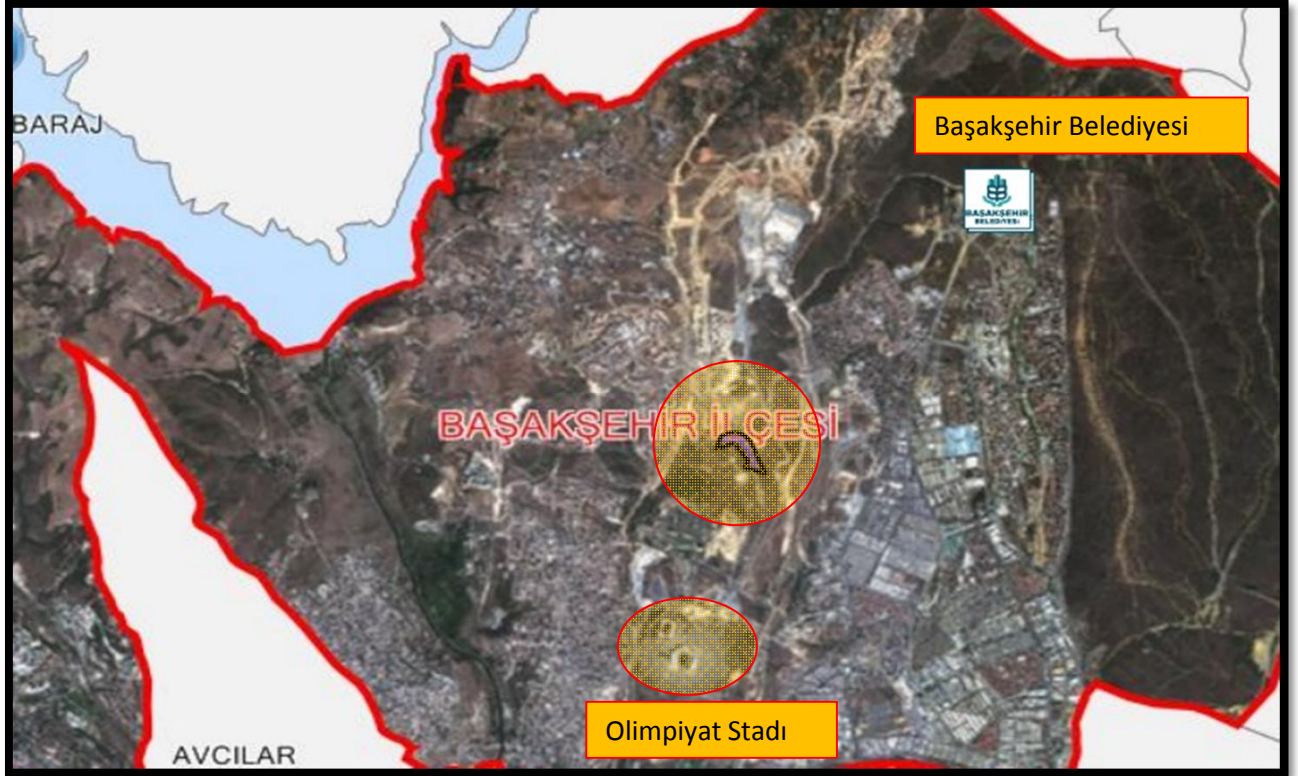 BARAJ
Başakşehir Belediyesi
BAŞAKŞEHİR
BELEDİYESİ
BAŞAKŞEHİR İLÇESİ
Olimpiyat Stadı
AVCILAR